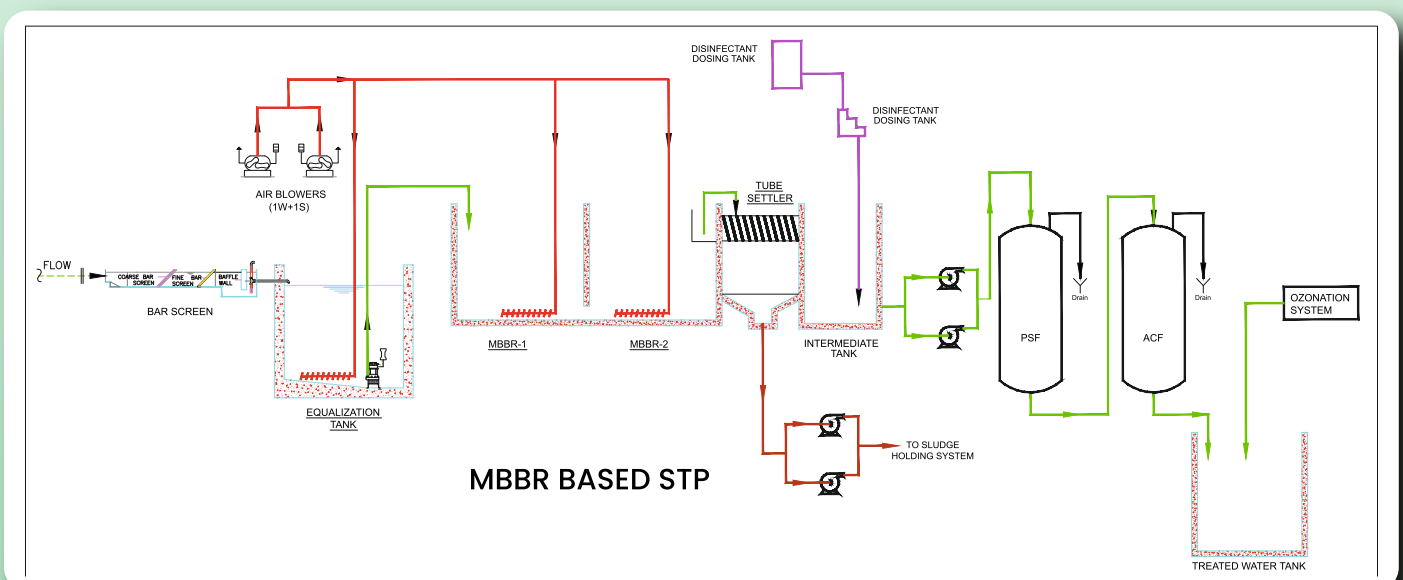 DISINFECTANT
DOSING TANK
DISINFECTANT
DOSING TANK
AIR BLOWERS
(1W+1S)
TUBE
SETTLER
FLOW
COARSE BAR
SCREEN
FINE BAR
SCREEN
BAFFLE
WALL
BAR SCREEN
Drain
Drain
OZONATION
SYSTEM
MBBR-1
MBBR-2
INTERMEDIATE
TANK
PSF
ACF
EQUALIZATION
TANK
TO SLUDGE
HOLDING SYSTEM
MBBR BASED STP
TREATED WATER TANK